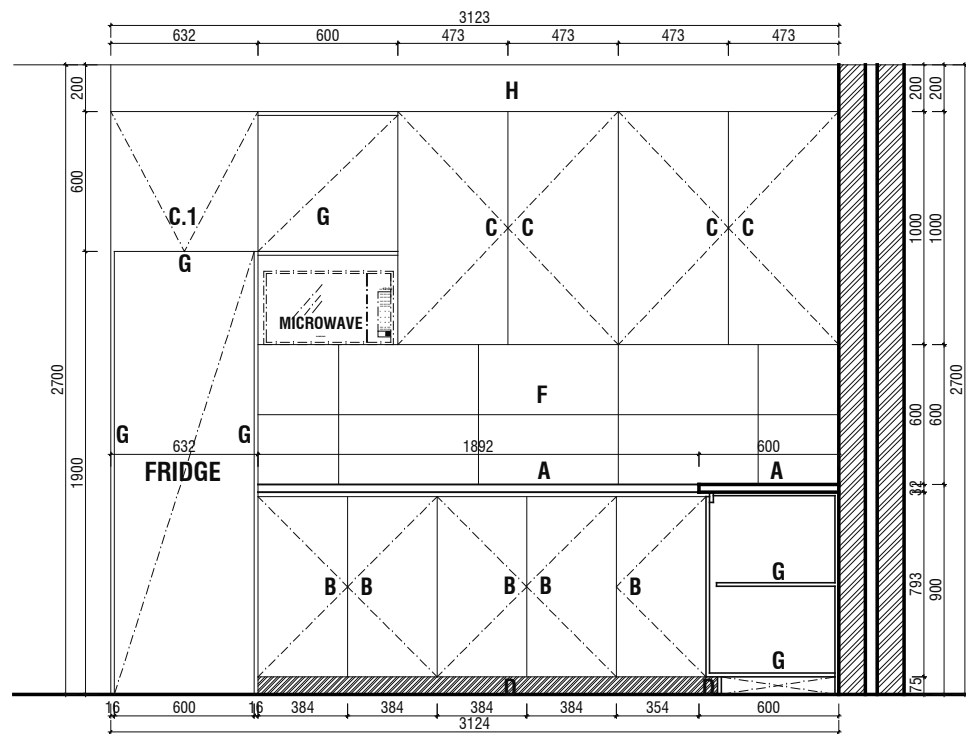 3123
632 600 473 473 473 473
200 H 200 200
600 C.1 G C C C C 1000 1000
G
MICROWAVE
2700 F 600 600 2700
G G
632 1892 600
1900 FRIDGE A A
32
B B B B B G 793 900
G
D D 75
16 600 16 384 384 384 384 354 600
3124